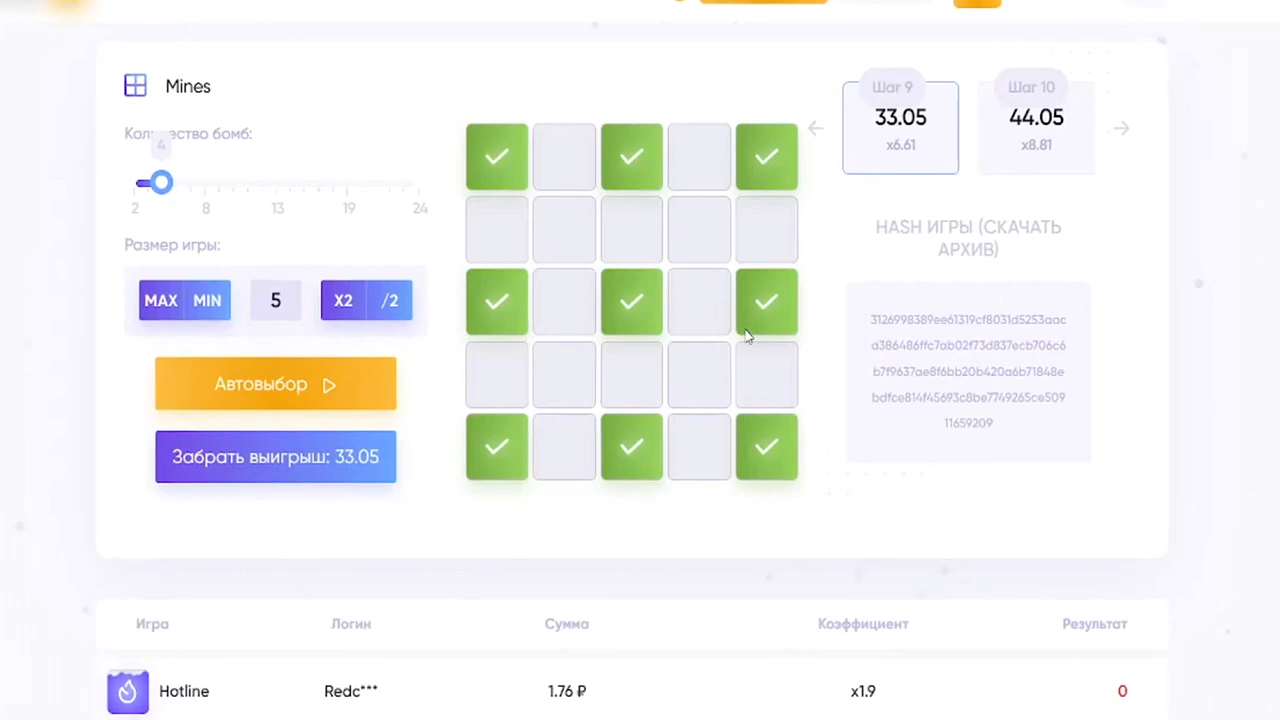 Mines
Количество бомб:
4
2 8 13 19 24
Размер игры:
MAX MIN 5 X2 /2
Автовыбор
Забрать выигрыш: 33.05
Шаг 9
33.05
x6.61
Шаг 10
44.05
x8.81
HASH ИГРЫ (СКАЧАТЬ
АРХИВ)
3126998389ee61319cf8031d5253aac
a386486ffc7ab02f73d837ecb706c6
b7f9637ae8f6bb20b420a6b71848e
bdfce814f45693c8be7749265ce509
11659209
Игра Логин Сумма Коэффициент Результат
Hotline Redc*** 1.76 ₽ x1.9 0